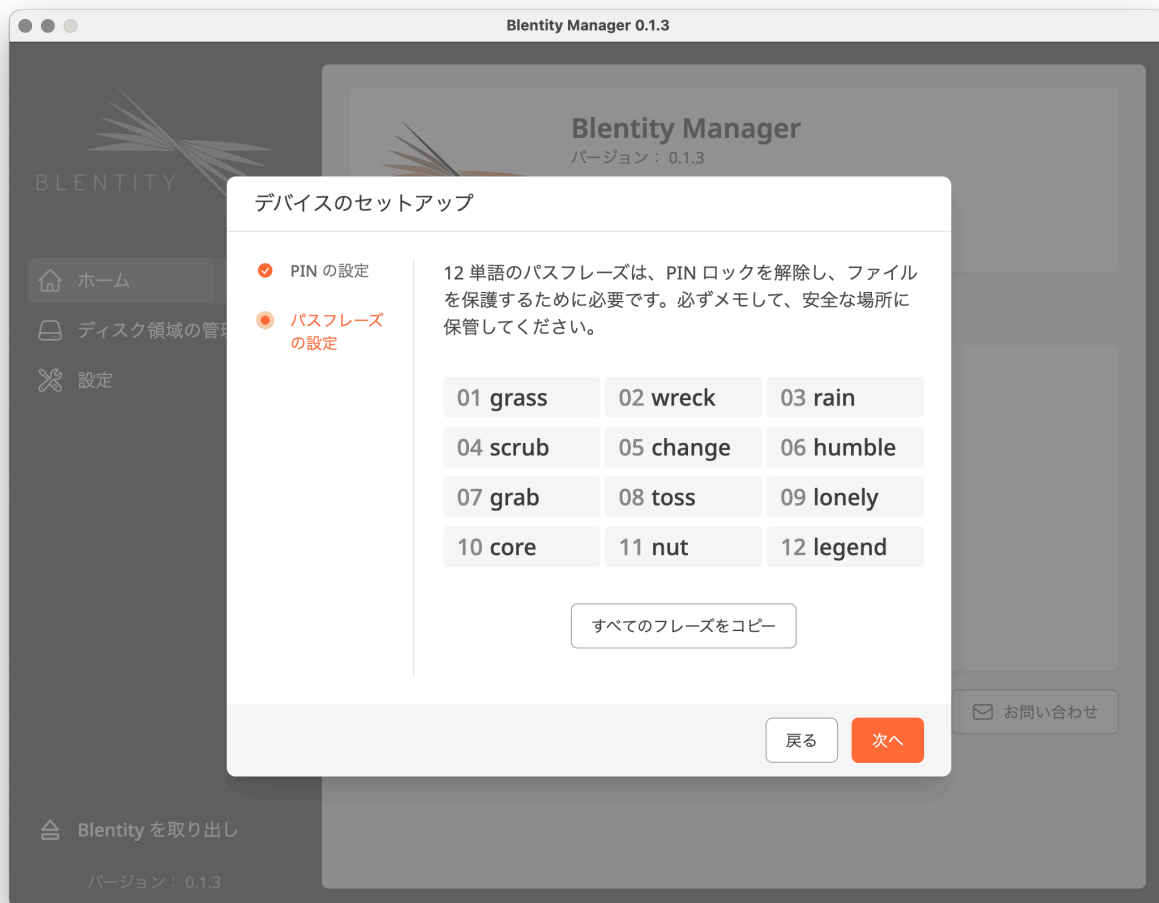 Blentity Manager 0.1.3
BLENTITY
ホーム
ディスク領域の管理
設定
Blentity を取り出し
バージョン： 0.1.3
Blentity Manager
バージョン： 0.1.3
デバイスのセットアップ
PIN の設定
パスフレーズ
の設定
12 単語のパスフレーズは、PIN ロックを解除し、ファイル
を保護するために必要です。必ずメモして、安全な場所に
保管してください。
01 grass 02 wreck 03 rain
04 scrub 05 change 06 humble
07 grab 08 toss 09 lonely
10 core 11 nut 12 legend
すべてのフレーズをコピー
戻る 次へ
お問い合わせ